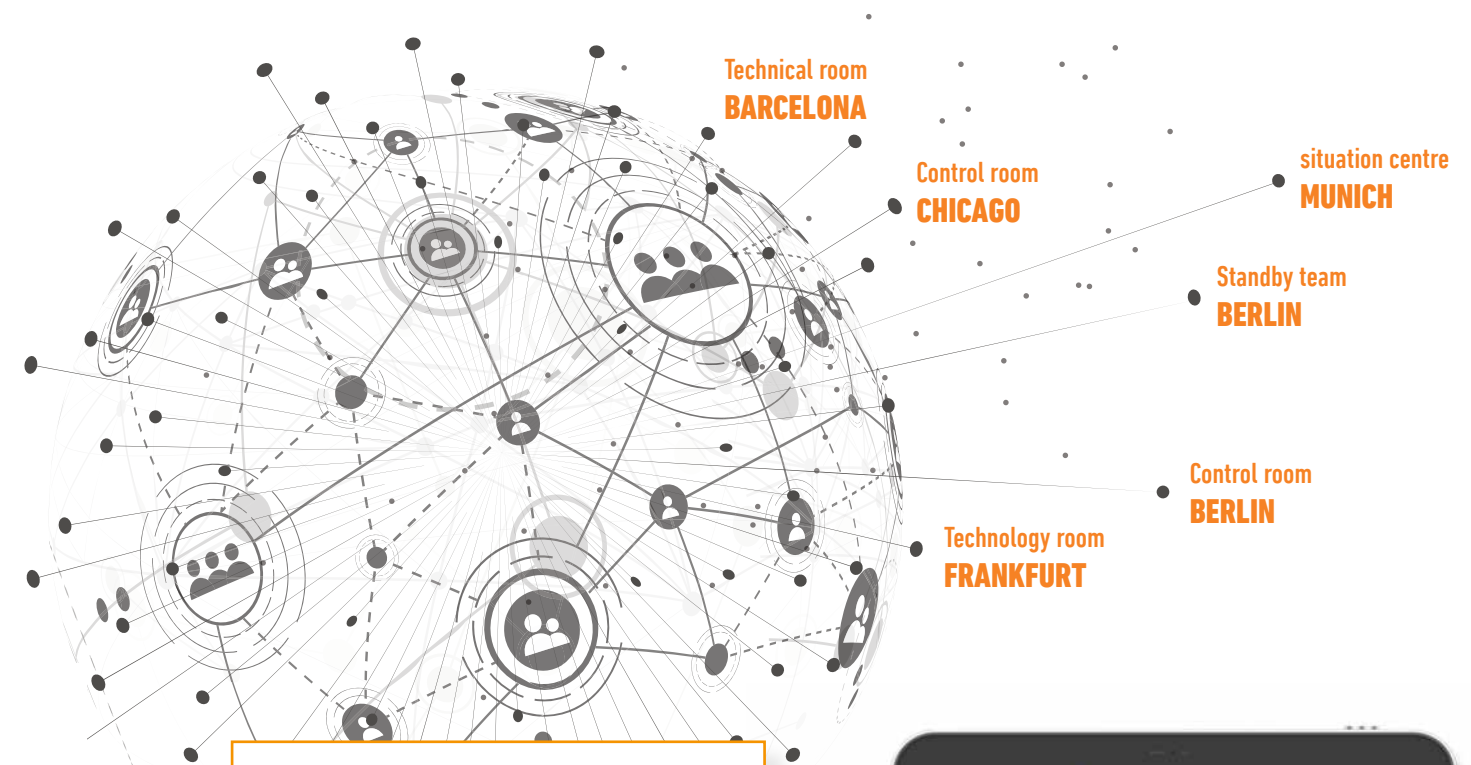 Technical room
BARCELONA
Control room
CHICAGO
situation centre
MUNICH
Standby team
BERLIN
Control room
BERLIN
Technology room
FRANKFURT